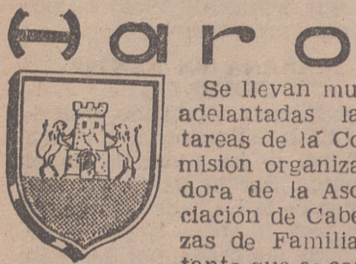 Haro
Se llevan mu
adelantadas la
tareas de la Co
misión organiza
dora de la Aso
ciación de Cabe
zas de Familia